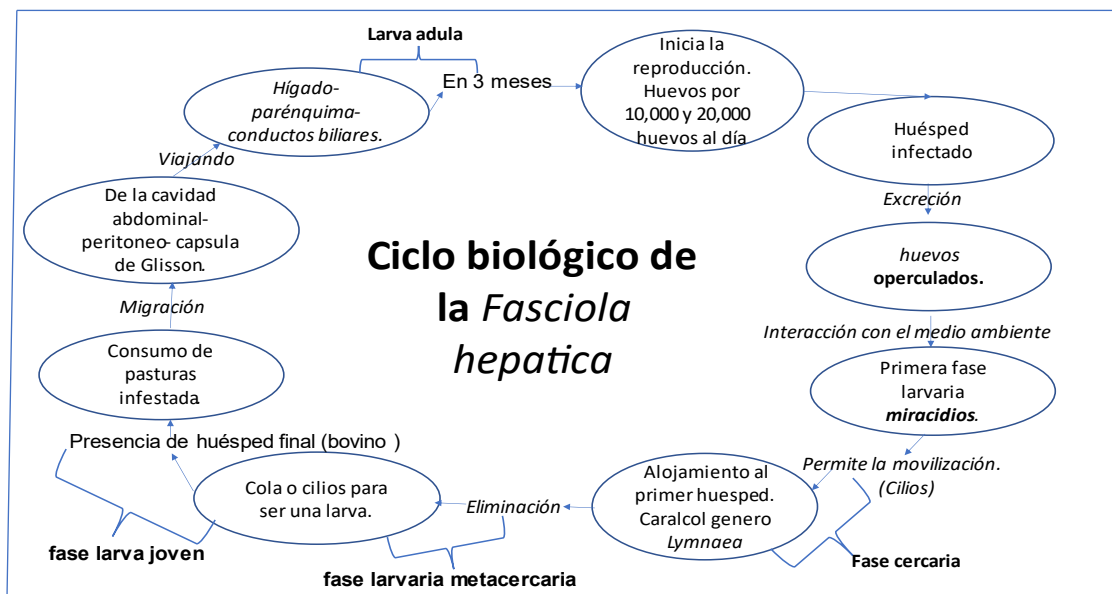 Ciclo biológico de
la Fasciola
hepatica
Larva adula
En 3 meses
Inicia la
reproducción.
Huevos por
10,000 y 20,000
huevos al día
Huésped
infectado
Excreción
huevos
operculados.
Interacción con el medio ambiente
Primera fase
larvaria
miracidios.
Permite la movilización.
(Cilios)
Fase cercaria
Alojamiento al
primer huesped.
Caralcol genero
Lymnaea
Eliminación
fase larvaria metacercaria
Cola o cilios para
ser una larva.
fase larva joven
Presencia de huésped final (bovino )
Consumo de
pasturas
infestada.
Migración
De la cavidad
abdominal-
peritoneo- capsula
de Glisson.
Viajando
Hígado-
parénquima-
conductos biliares.